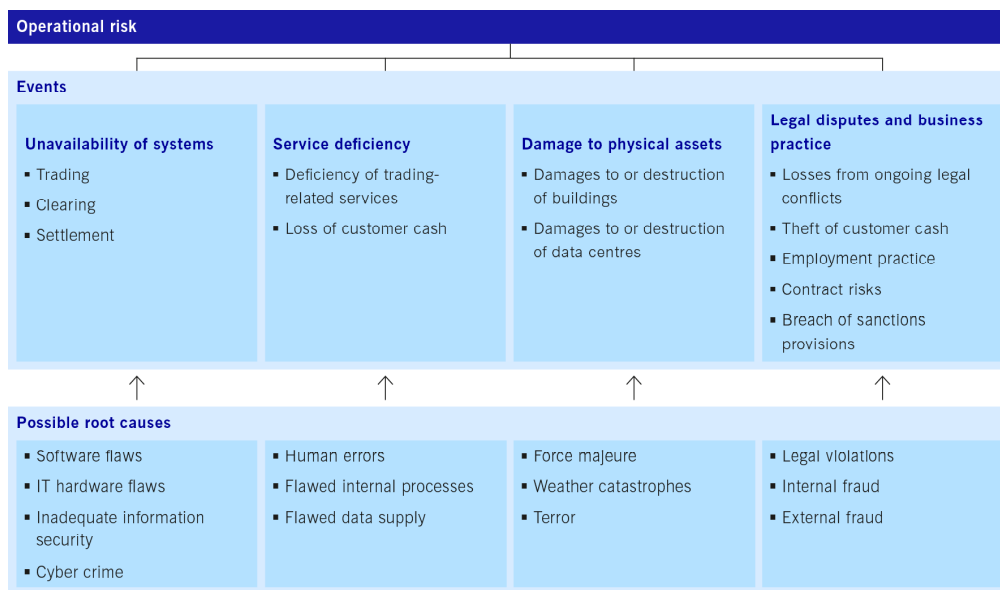 Operational risk
Events
Unavailability of systems
▪ Trading
▪ Clearing
▪ Settlement
Service deficiency
▪ Deficiency of trading-
related services
▪ Loss of customer cash
Damage to physical assets
▪ Damages to or destruction
of buildings
▪ Damages to or destruction
of data centres
Legal disputes and business
practice
▪ Losses from ongoing legal
conflicts
▪ Theft of customer cash
▪ Employment practice
▪ Contract risks
▪ Breach of sanctions
provisions
Possible root causes
▪ Software flaws
▪ IT hardware flaws
▪ Inadequate information
security
▪ Cyber crime
▪ Human errors
▪ Flawed internal processes
▪ Flawed data supply
▪ Force majeure
▪ Weather catastrophes
▪ Terror
▪ Legal violations
▪ Internal fraud
▪ External fraud